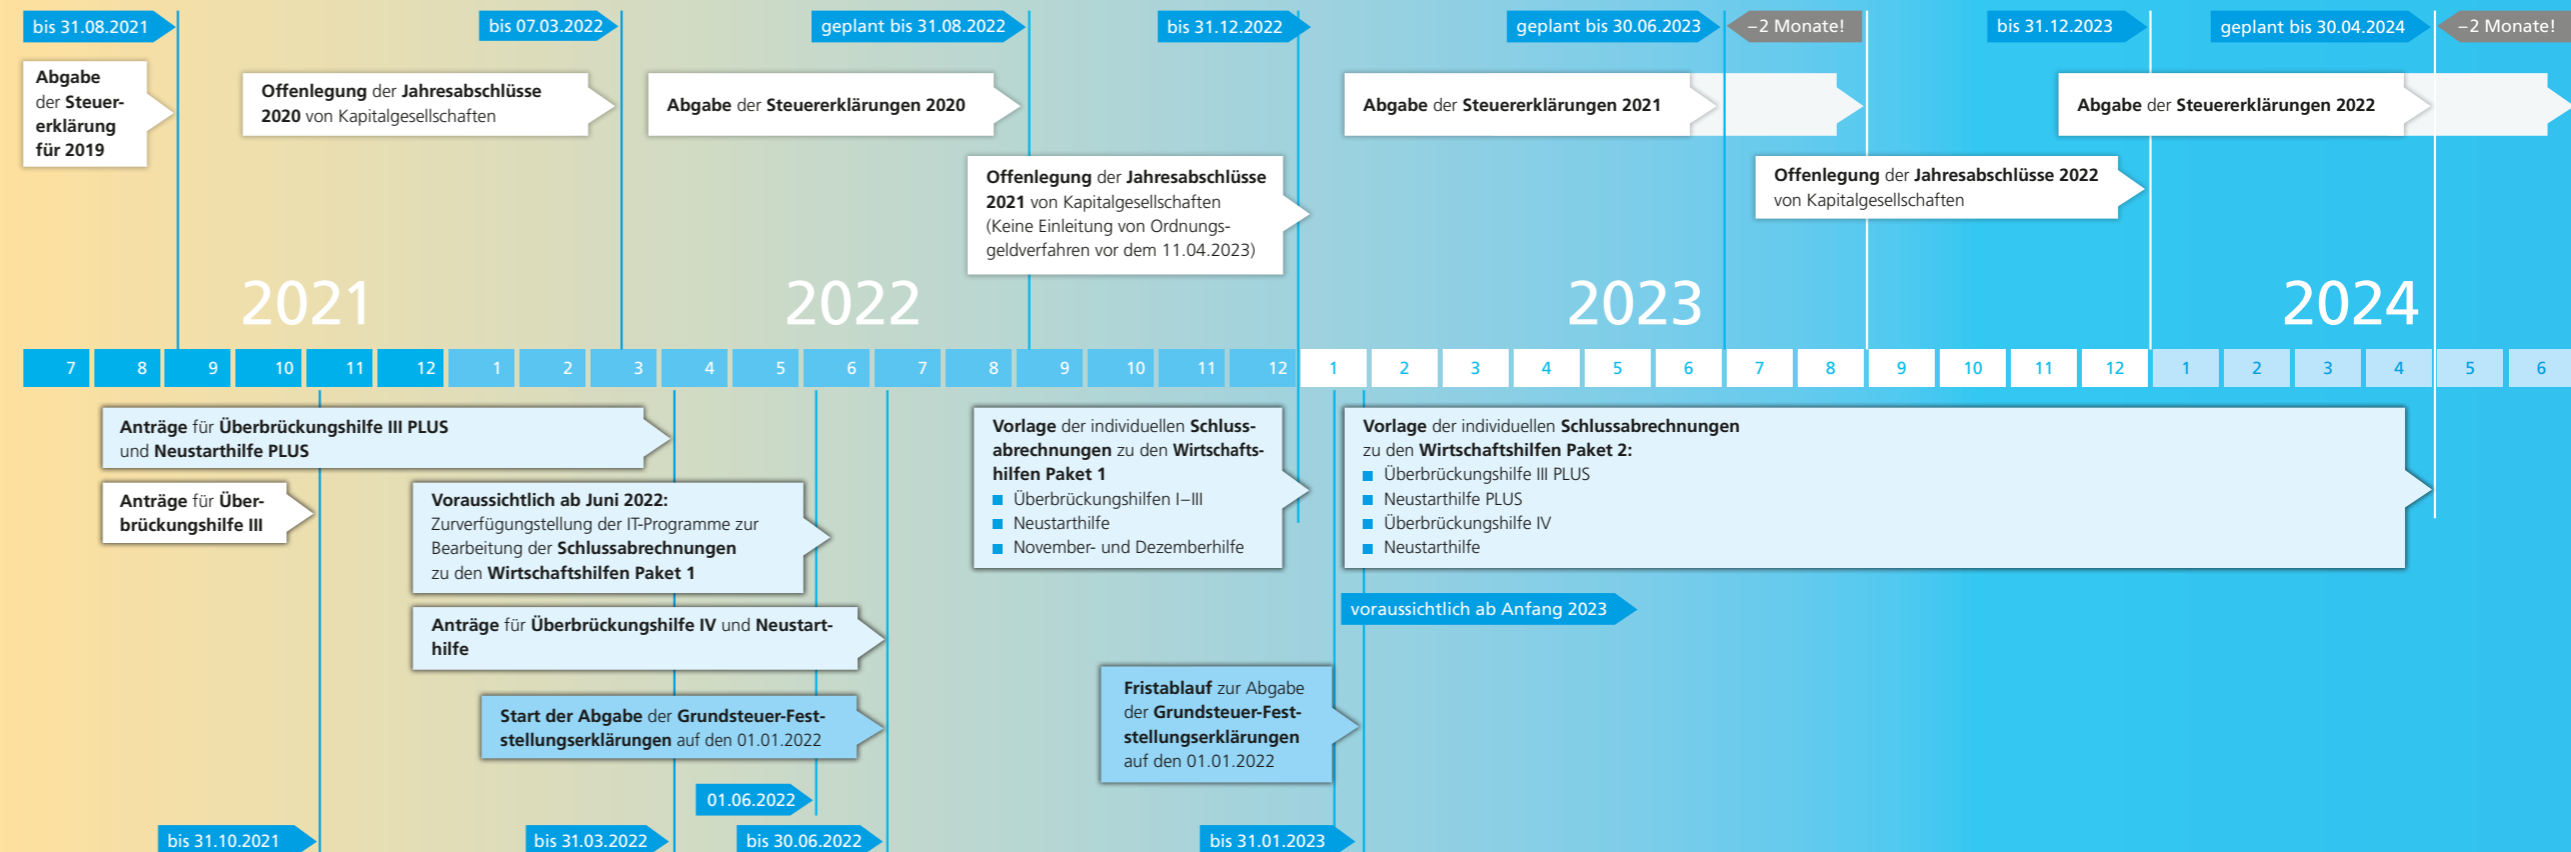 bis 31.08.2021
bis 07.03.2022
geplant bis 31.08.2022
bis 31.12.2022
geplant bis 30.06.2023
–2 Monate!
bis 31.12.2023
geplant bis 30.04.2024
–2 Monate!
Abgabe
der Steuer-
erklärung
für 2019
Offenlegung der Jahresabschlüsse
2020 von Kapitalgesellschaften
Abgabe der Steuererklärungen 2020
Abgabe der Steuererklärungen 2021
Abgabe der Steuererklärungen 2022
Offenlegung der Jahresabschlüsse
2021 von Kapitalgesellschaften
(Keine Einleitung von Ordnungs-
geldverfahren vor dem 11.04.2023)
Offenlegung der Jahresabschlüsse 2022
von Kapitalgesellschaften
2021
2022
2023
2024
7 8 9 10 11 12 1 2 3 4 5 6 7 8 9 10 11 12 1 2 3 4 5 6 7 8 9 10 11 12 1 2 3 4 5 6
Anträge für Überbrückungshilfe III PLUS
und Neustarthilfe PLUS
Anträge für Über-
brückungshilfe III
Voraussichtlich ab Juni 2022:
Zurverfügungstellung der IT-Programme zur
Bearbeitung der Schlussabrechnungen
zu den Wirtschaftshilfen Paket 1
Anträge für Überbrückungshilfe IV und Neustart-
hilfe
Start der Abgabe der Grundsteuer-Fest-
stellungserklärungen auf den 01.01.2022
Vorlage der individuellen Schluss-
abrechnungen zu den Wirtschafts-
hilfen Paket 1
Überbrückungshilfen I–III
Neustarthilfe
November- und Dezemberhilfe
Vorlage der individuellen Schlussabrechnungen
zu den Wirtschaftshilfen Paket 2:
Überbrückungshilfe III PLUS
Neustarthilfe PLUS
Überbrückungshilfe IV
Neustarthilfe
voraussichtlich ab Anfang 2023
Fristablauf zur Abgabe
der Grundsteuer-Fest-
stellungserklärungen
auf den 01.01.2022
01.06.2022
bis 31.10.2021
bis 31.03.2022
bis 30.06.2022
bis 31.01.2023